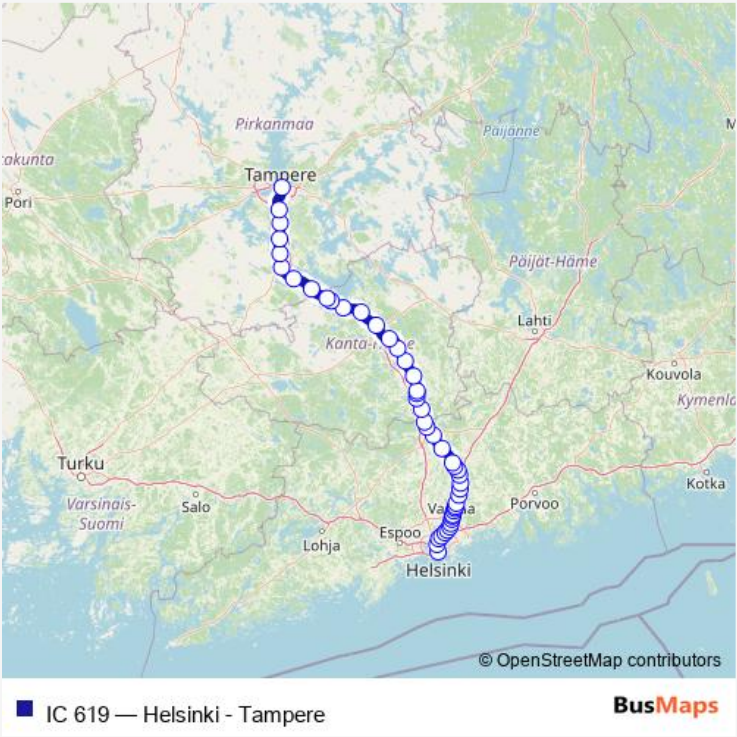 Pirkanmaa
Päijänne
M
akunta
Tampere
Pori
Päijät-Häme
Lahti
Kouvola
Kymenla
Turku
Varsinais-
Suomi
Salo
Lohja
Espoo
Porvoo
Kotka
Helsinki
© OpenStreetMap contributors
IC 619 — Helsinki - Tampere
BusMaps